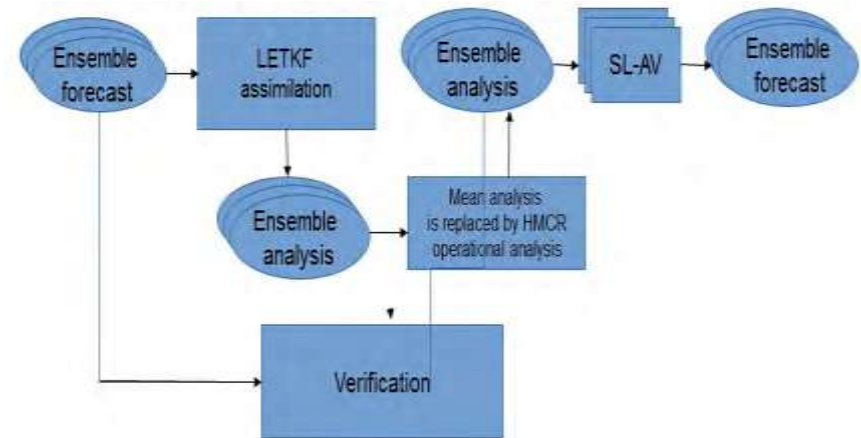 Ensemble
forecast
LETKF
assimilation
Ensemble
analysis
SL-AV
Ensemble
forecast
Ensemble
analysis
Mean analysis
is replaced by HMCR
operational analysis
Verification